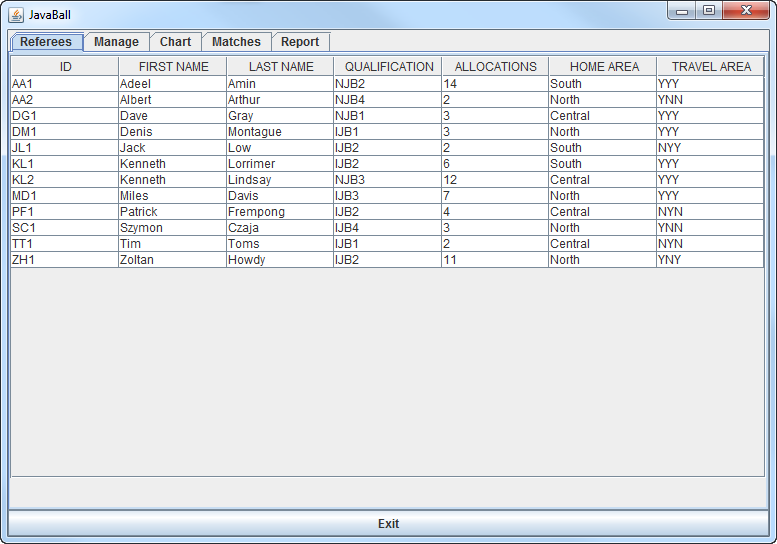 JavaBall
Referees Manage Chart Matches Report
ID FIRST NAME LAST NAME QUALIFICATION ALLOCATIONS HOME AREA TRAVEL AREA
AA1 Adeel Amin NJB2 14 South YYY
AA2 Albert Arthur NJB4 2 North YNN
DG1 Dave Gray NJB1 3 Central YYY
DM1 Denis Montague IJB1 3 North YYY
JL1 Jack Low IJB2 2 South NYY
KL1 Kenneth Lorrimer IJB2 6 South YYY
KL2 Kenneth Lindsay NJB3 12 Central YYY
MD1 Miles Davis IJB3 7 North YYY
PF1 Patrick Frempong IJB2 4 Central NYN
SC1 Szymon Czaja IJB4 3 North YNN
TT1 Tim Toms IJB1 2 Central NYN
ZH1 Zoltan Howdy IJB2 11 North YNY
Exit